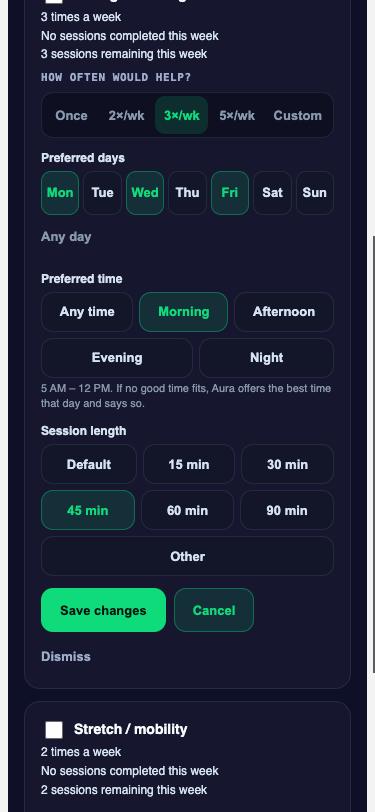 3 times a week
No sessions completed this week
3 sessions remaining this week
HOW OFTEN WOULD HELP?
Once 2×/wk 3×/wk 5×/wk Custom
Preferred days
Mon Tue Wed Thu Fri Sat Sun
Any day
Preferred time
Any time Morning Afternoon
Evening Night
5 AM – 12 PM. If no good time fits, Aura offers the best time
that day and says so.
Session length
Default 15 min 30 min
45 min 60 min 90 min
Other
Save changes Cancel
Dismiss
Stretch / mobility
2 times a week
No sessions completed this week
2 sessions remaining this week